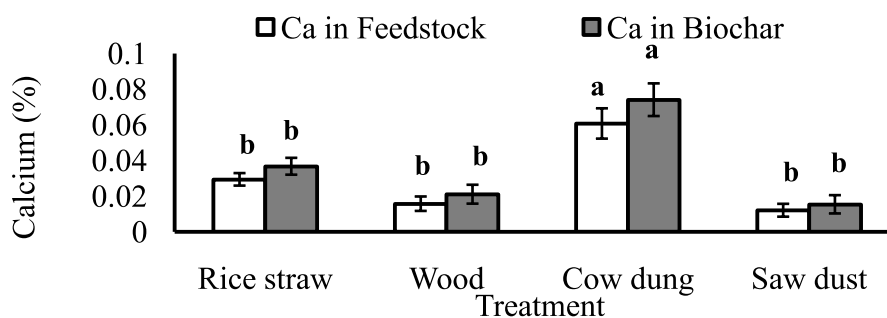 Ca in Feedstock Ca in Biochar
Calcium (%)
0.1
0.08
0.06
0.04
0.02
0
b b b b a a b b
Rice straw Wood Cow dung Saw dust
Treatment